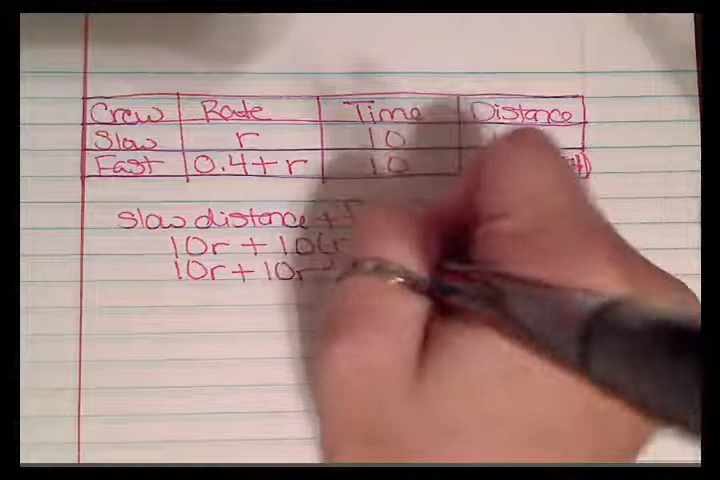 Crew Rate Time Distance
Slow r 10
Fast 0.4+r 10
slow distance +
10r + 10(r
10r + 10r